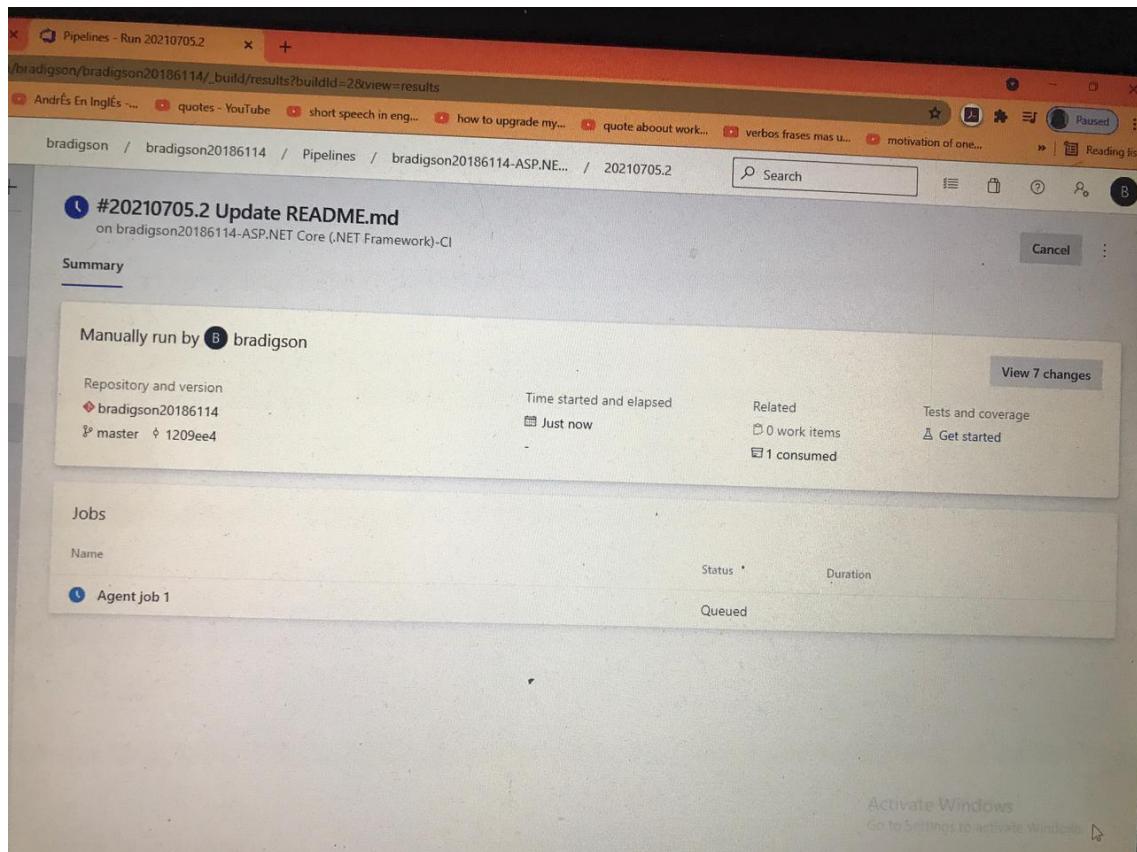 Pipelines - Run 20210705.2
/bradigson/bradigson20186114/_build/results?buildId=28&view=results
AndrÉs En InglÉs -... quotes - YouTube short speech in eng... how to upgrade my... quote aboout work... verbos frases mas u... motivation of one... » Reading lis
Paused
bradigson / bradigson20186114 / Pipelines / bradigson20186114-ASP.NE... / 20210705.2 Search B
#20210705.2 Update README.md
on bradigson20186114-ASP.NET Core (.NET Framework)-CI
Cancel
Summary
Manually run by B bradigson
View 7 changes
Repository and version Time started and elapsed Related Tests and coverage
bradigson20186114 Just now 0 work items Get started
master 1209ee4 - 1 consumed
Jobs
Name Status Duration
Agent job 1 Queued
Activate Windows
Go to Settings to activate Windows.